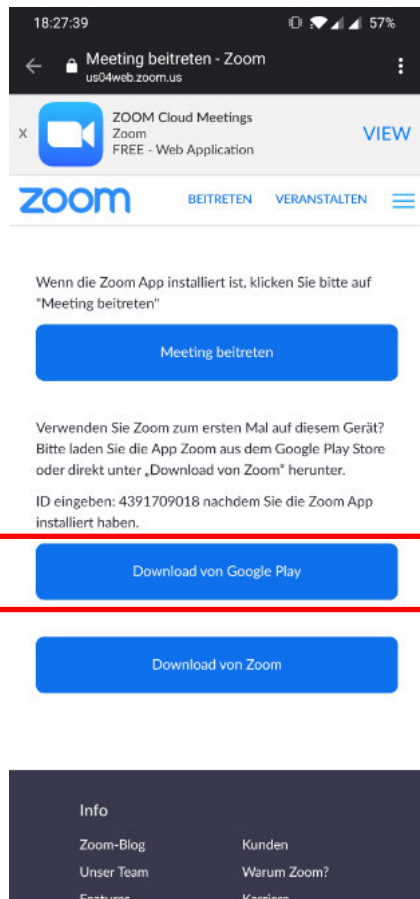 18:27:39
57%
Meeting beitreten - Zoom
us04web.zoom.us
X
ZOOM Cloud Meetings
Zoom
FREE - Web Application
VIEW
zoom
BEITRETEN
VERANSTALTEN
Wenn die Zoom App installiert ist, klicken Sie bitte auf
"Meeting beitreten"
Meeting beitreten
Verwenden Sie Zoom zum ersten Mal auf diesem Gerät?
Bitte laden Sie die App Zoom aus dem Google Play Store
oder direkt unter „Download von Zoom“ herunter.
ID eingeben: 4391709018 nachdem Sie die Zoom App
installiert haben.
Download von Google Play
Download von Zoom
Info
Zoom-Blog
Kunden
Unser Team
Warum Zoom?
Features
Karriere